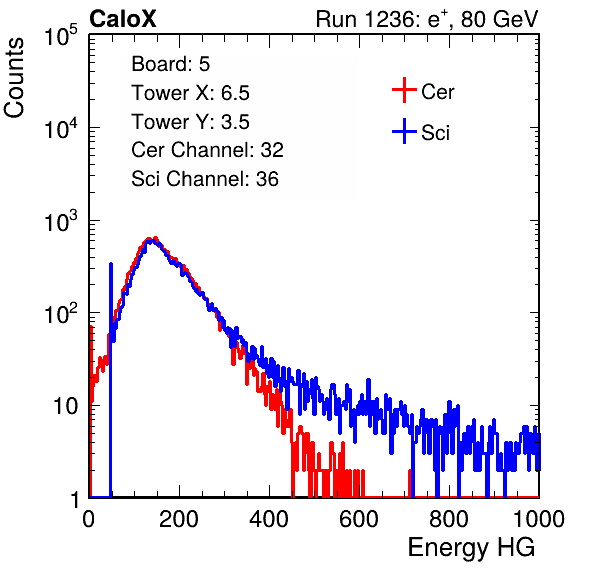 CaloX Run 1236: e⁺, 80 GeV
Counts
Board: 5
Tower X: 6.5
Tower Y: 3.5
Cer Channel: 32
Sci Channel: 36
Cer
Sci
10⁵
10⁴
10³
10²
10
1
0 200 400 600 800 1000
Energy HG